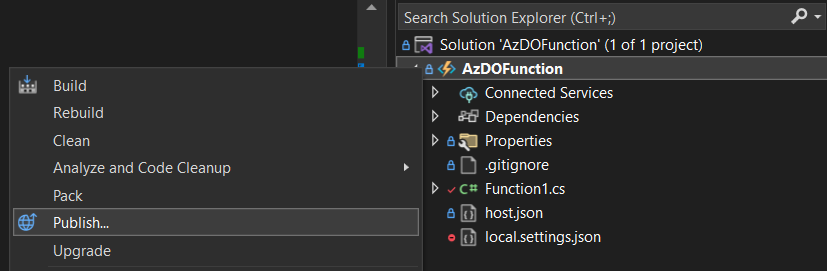 Search Solution Explorer (Ctrl+;)
Solution 'AzDOFunction' (1 of 1 project)
AzDOFunction
Connected Services
Dependencies
Properties
.gitignore
C# Function1.cs
host.json
local.settings.json
Build
Rebuild
Clean
Analyze and Code Cleanup
Pack
Publish...
Upgrade